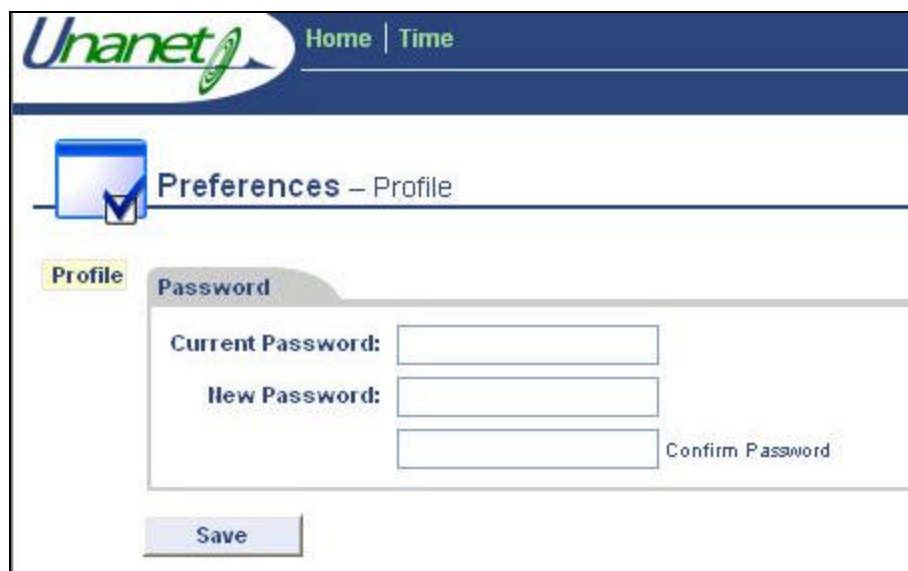 Unanet
Home | Time
Preferences – Profile
Profile
Password
Current Password:
New Password:
Confirm Password
Save